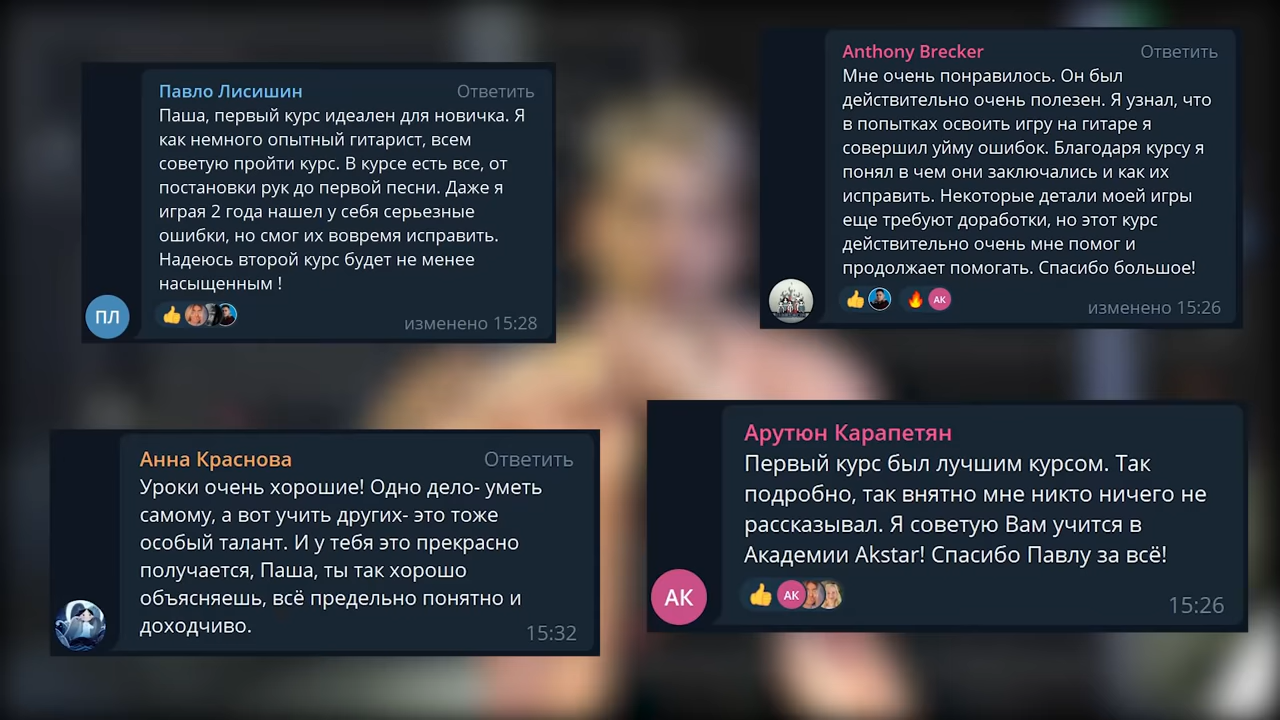 Павло Лисишин Ответить
Паша, первый курс идеален для новичка. Я
как немного опытный гитарист, всем
советую пройти курс. В курсе есть все, от
постановки рук до первой песни. Даже я
играя 2 года нашел у себя серьезные
ошибки, но смог их вовремя исправить.
Надеюсь второй курс будет не менее
насыщенным !
ПЛ
изменено 15:28
Anthony Brecker Ответить
Мне очень понравилось. Он был
действительно очень полезен. Я узнал, что
в попытках освоить игру на гитаре я
совершил уйму ошибок. Благодаря курсу я
понял в чем они заключались и как их
исправить. Некоторые детали моей игры
еще требуют доработки, но этот курс
действительно очень мне помог и
продолжает помогать. Спасибо большое!
АК
изменено 15:26
Анна Краснова Ответить
Уроки очень хорошие! Одно дело- уметь
самому, а вот учить других- это тоже
особый талант. И у тебя это прекрасно
получается, Паша, ты так хорошо
объясняешь, всё предельно понятно и
доходчиво.
15:32
Арутюн Карапетян
Первый курс был лучшим курсом. Так
подробно, так внятно мне никто ничего не
рассказывал. Я советую Вам учится в
Академии Akstar! Спасибо Павлу за всё!
АК
АК
15:26